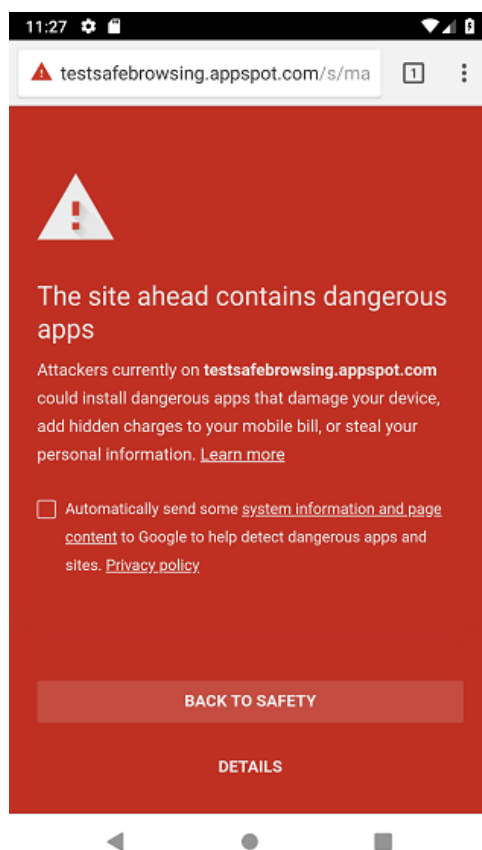 11:27
testsafebrowsing.appspot.com/s/ma
1
The site ahead contains dangerous
apps
Attackers currently on testsafebrowsing.appspot.com
could install dangerous apps that damage your device,
add hidden charges to your mobile bill, or steal your
personal information. Learn more
Automatically send some system information and page
content to Google to help detect dangerous apps and
sites. Privacy policy
BACK TO SAFETY
DETAILS